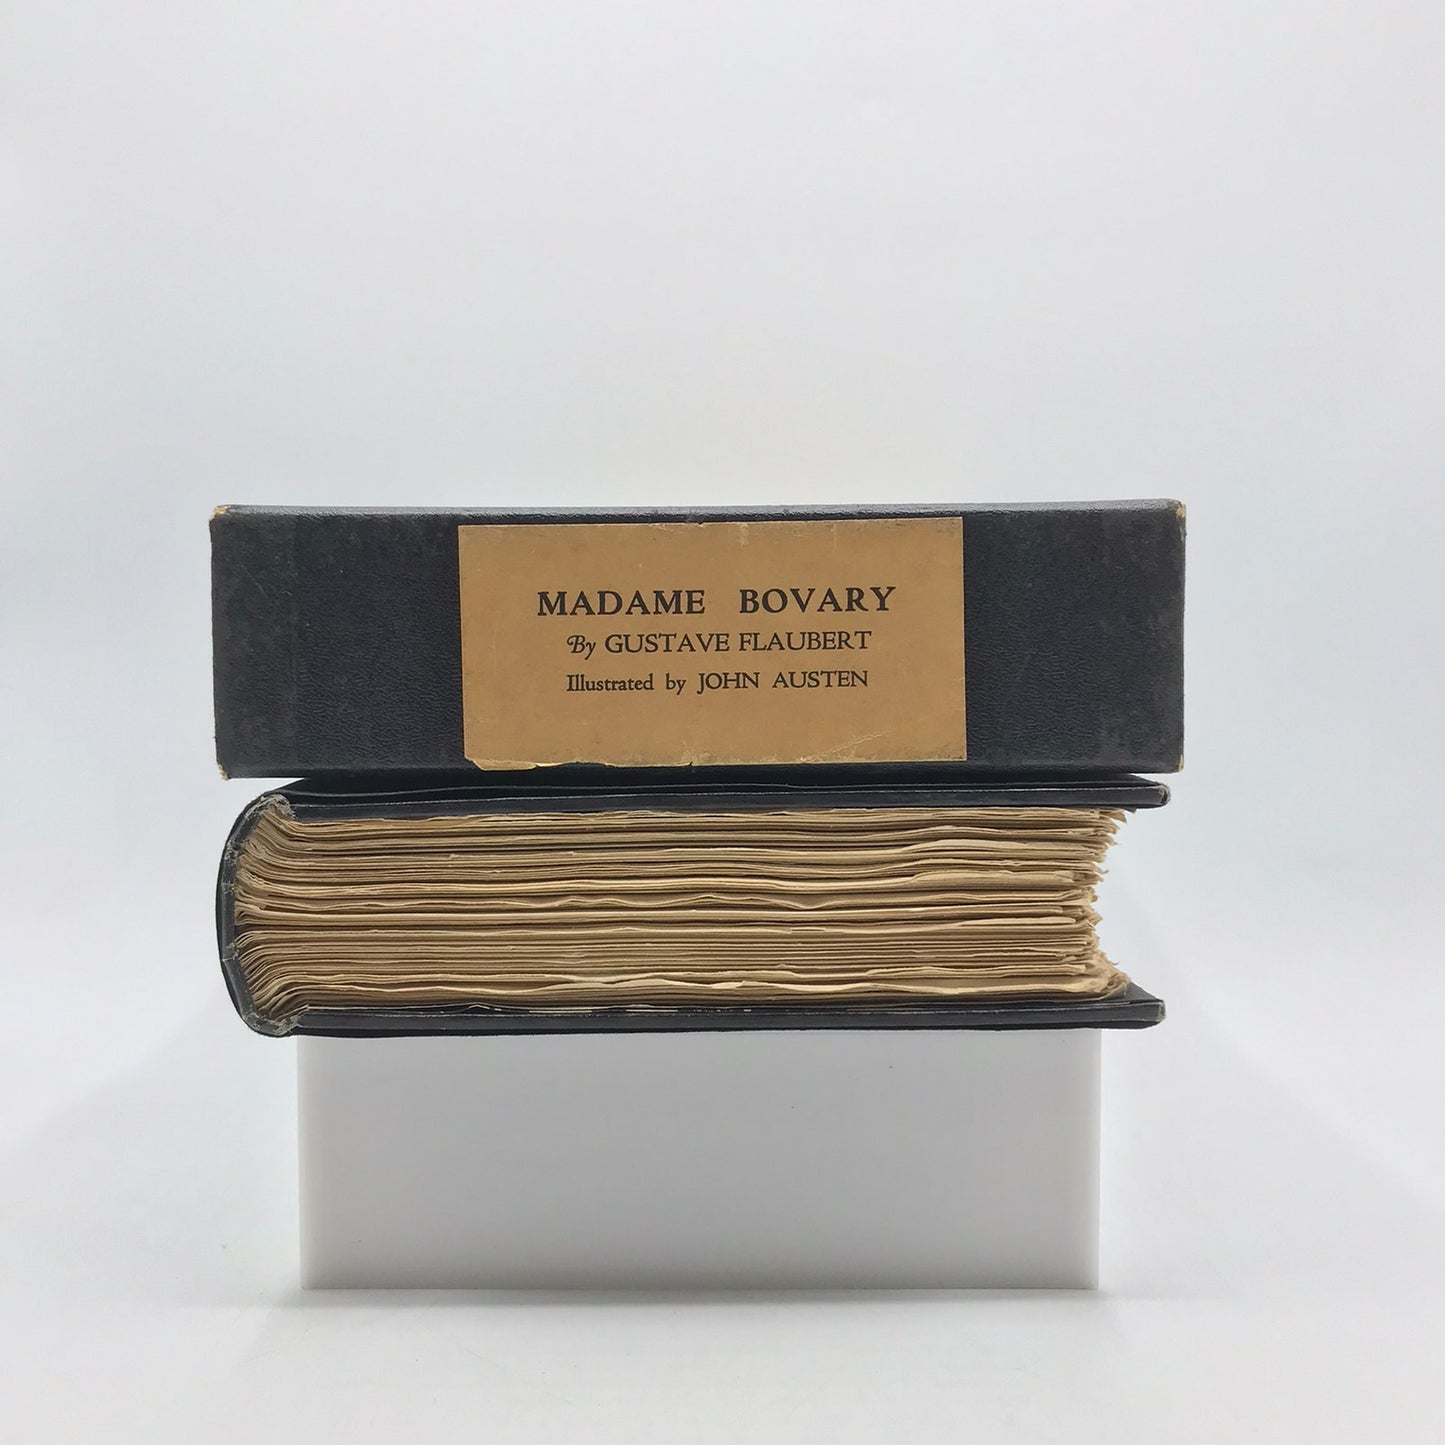 MADAME BOVARY
By GUSTAVE FLAUBERT
Illustrated by JOHN AUSTEN